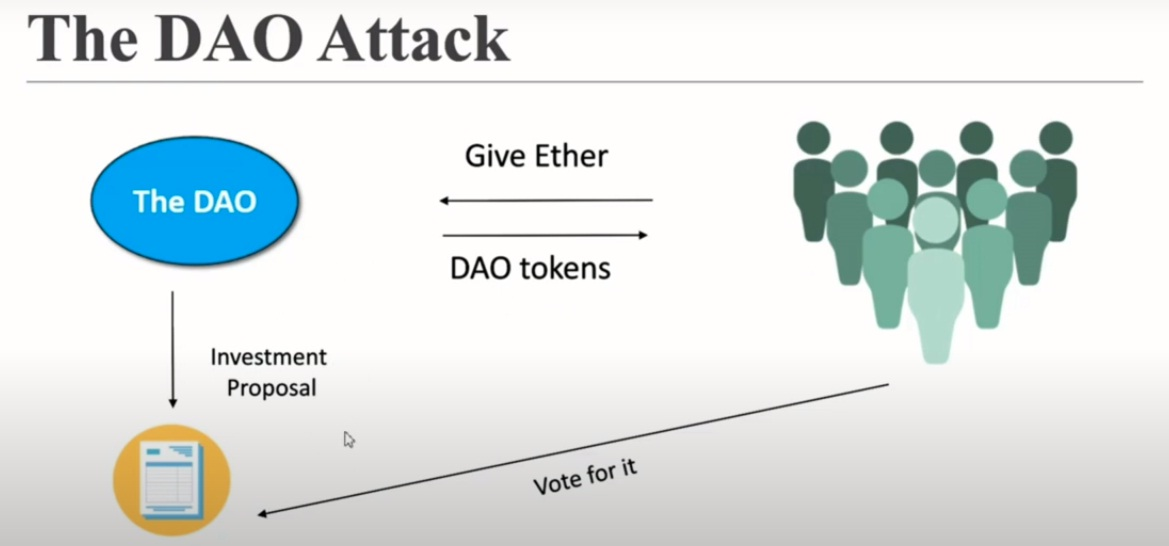 The DAO Attack
The DAO
Give Ether
DAO tokens
Investment
Proposal
Vote for it